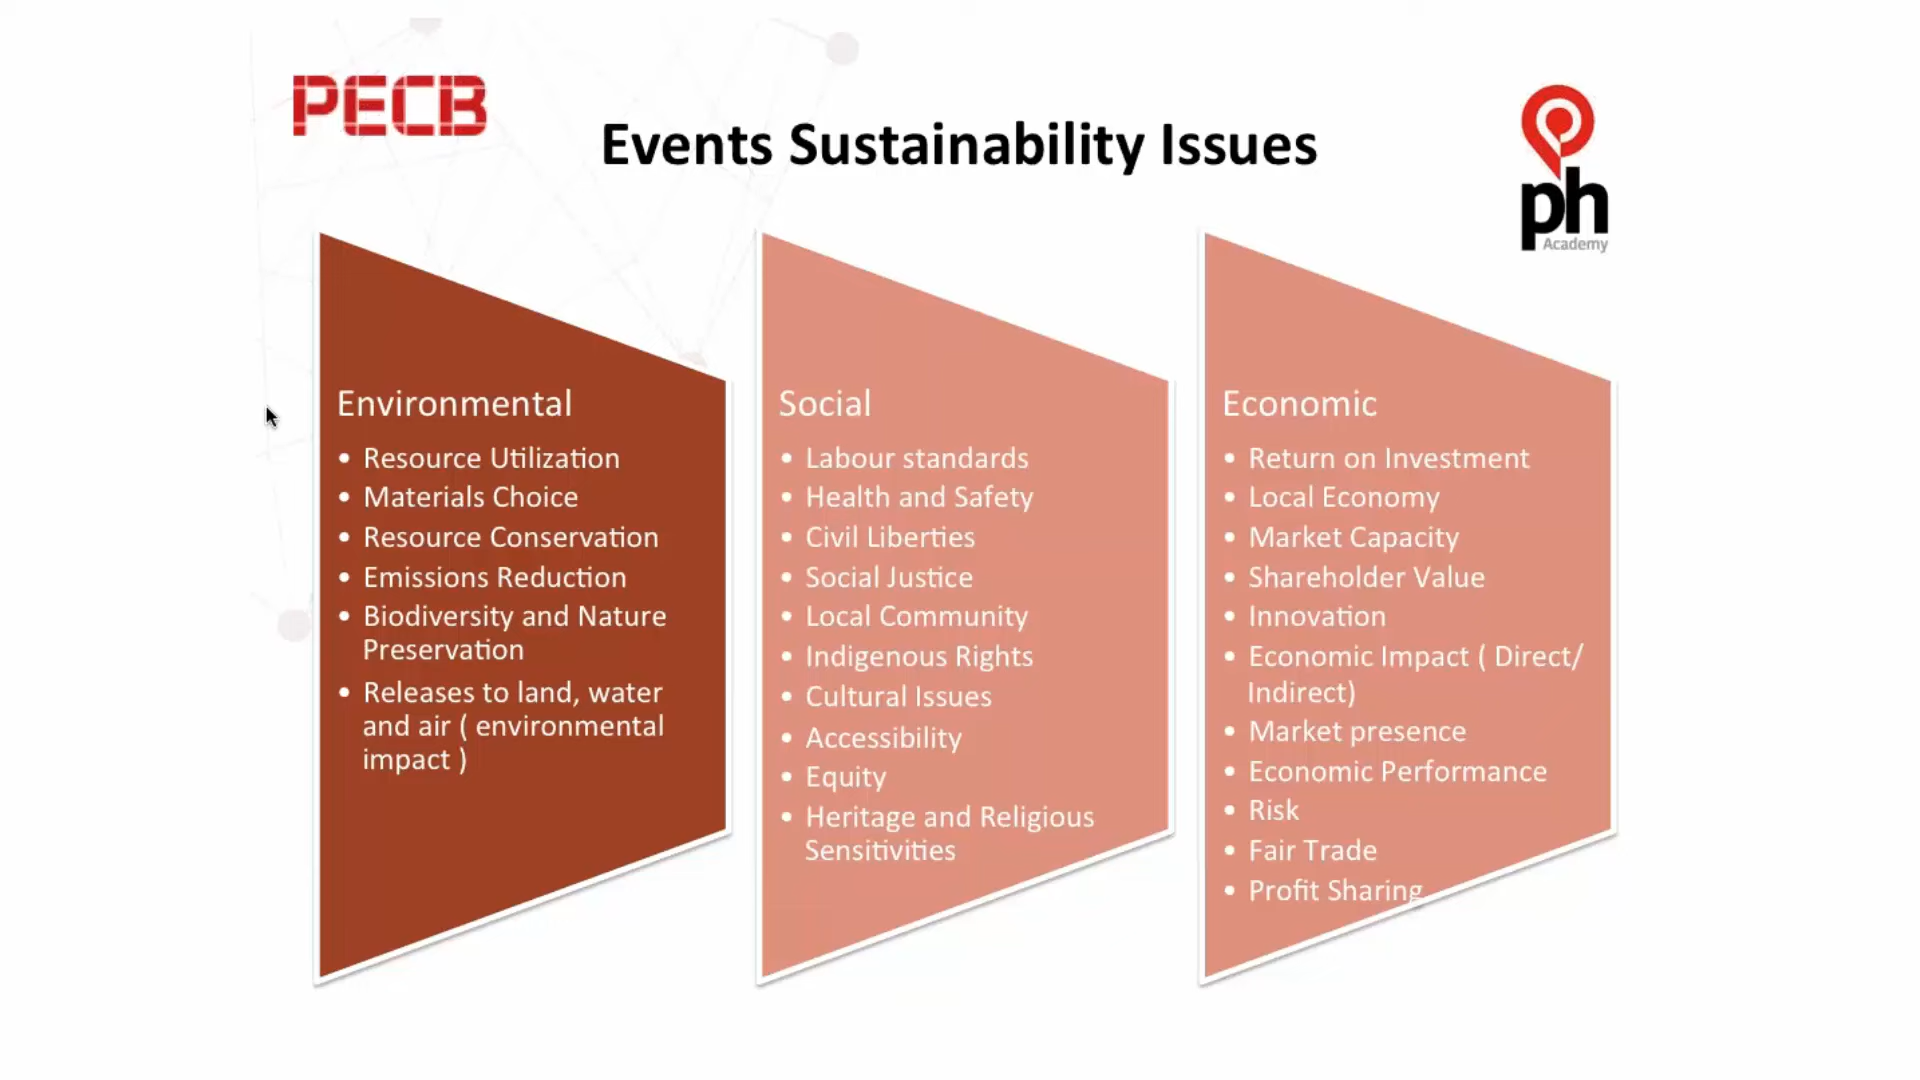 PECB
Events Sustainability Issues
ph
Academy
Environmental
• Resource Utilization
• Materials Choice
• Resource Conservation
• Emissions Reduction
• Biodiversity and Nature
Preservation
• Releases to land, water
and air ( environmental
impact )
Social
• Labour standards
• Health and Safety
• Civil Liberties
• Social Justice
• Local Community
• Indigenous Rights
• Cultural Issues
• Accessibility
• Equity
• Heritage and Religious
Sensitivities
Economic
• Return on Investment
• Local Economy
• Market Capacity
• Shareholder Value
• Innovation
• Economic Impact ( Direct/
Indirect)
• Market presence
• Economic Performance
• Risk
• Fair Trade
• Profit Sharing